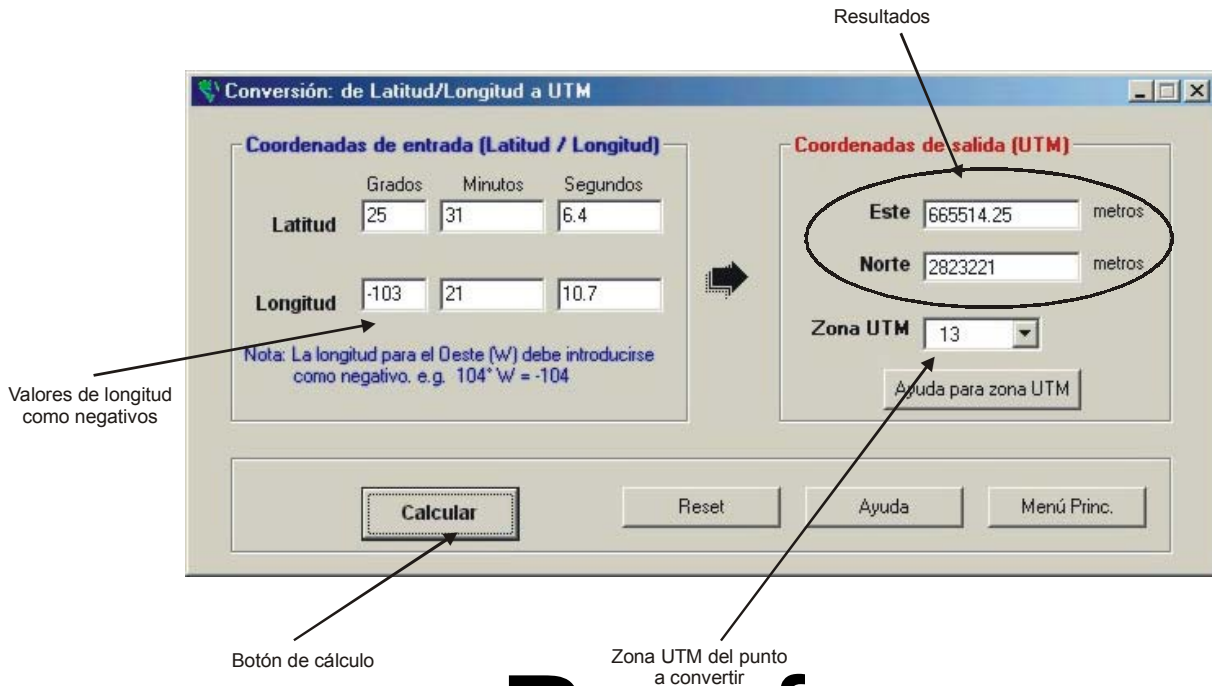 Resultados
Conversión: de Latitud/Longitud a UTM
Coordenadas de entrada (Latitud / Longitud)
Grados Minutos Segundos
Latitud 25 31 6.4
Longitud -103 21 10.7
Nota: La longitud para el Oeste (W) debe introducirse
como negativo. e.g. 104° W = -104
Coordenadas de salida (UTM)
Este 665514.25 metros
Norte 2823221 metros
Zona UTM 13
Ayuda para zona UTM
Valores de longitud
como negativos
Calcular Reset Ayuda Menú Princ.
Botón de cálculo
Zona UTM del punto
a convertir